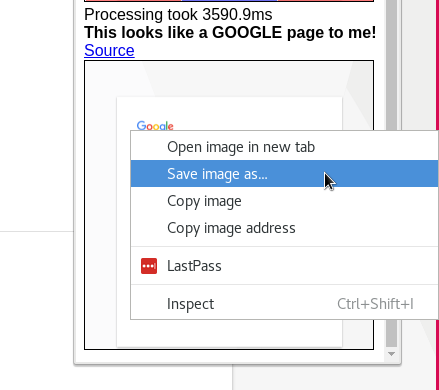 Processing took 3590.9ms
This looks like a GOOGLE page to me!
Source
Google
Open image in new tab
Save image as...
Copy image
Copy image address
LastPass
Inspect Ctrl+Shift+I